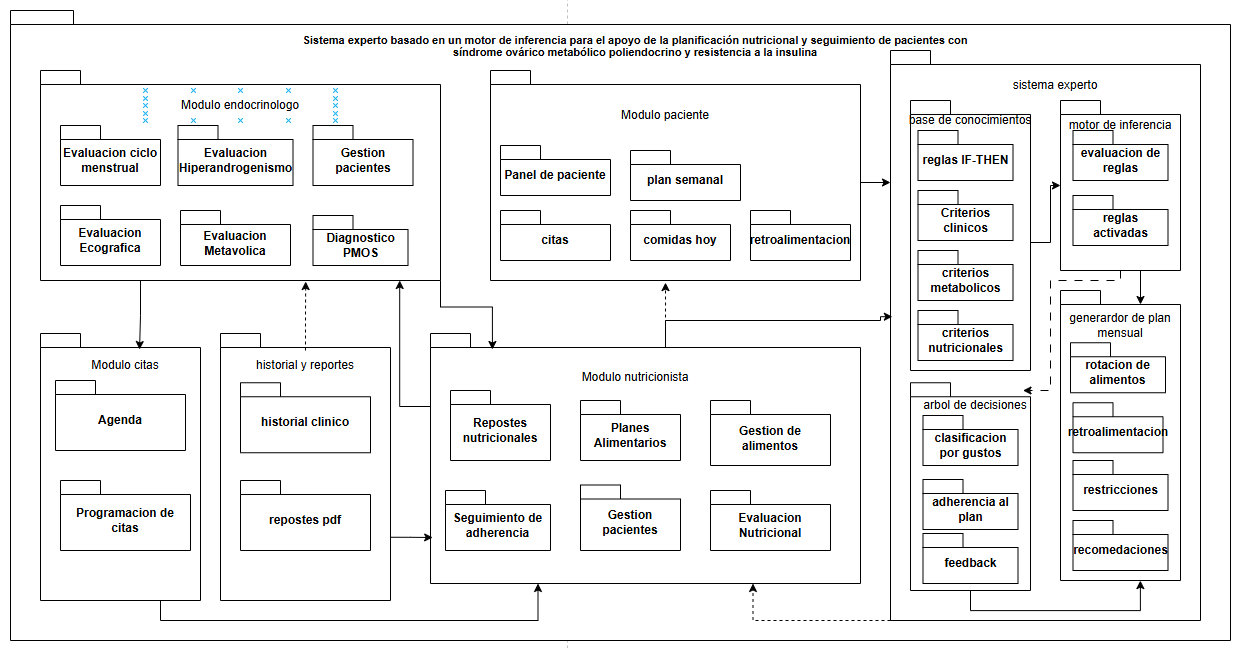 Sistema experto basado en un motor de inferencia para el apoyo de la planificación nutricional y seguimiento de pacientes con
síndrome ovárico metabólico poliendocrino y resistencia a la insulina
Modulo endocrinologo
Evaluacion ciclo
menstrual
Evaluacion
Hiperandrogenismo
Gestion
pacientes
Evaluacion
Ecografica
Evaluacion
Metavolica
Diagnostico
PMOS
Modulo paciente
Panel de paciente
plan semanal
citas
comidas hoy
retroalimentacion
sistema experto
base de conocimientos
reglas IF-THEN
Criterios
clinicos
criterios
metabolicos
criterios
nutricionales
motor de inferencia
evaluacion de
reglas
reglas
activadas
generardor de plan
mensual
rotacion de
alimentos
retroalimentacion
restricciones
recomedaciones
arbol de decisiones
clasificacion
por gustos
adherencia al
plan
feedback
Modulo citas
Agenda
Programacion de
citas
historial y reportes
historial clinico
repostes pdf
Modulo nutricionista
Repostes
nutricionales
Planes
Alimentarios
Gestion de
alimentos
Seguimiento de
adherencia
Gestion
pacientes
Evaluacion
Nutricional